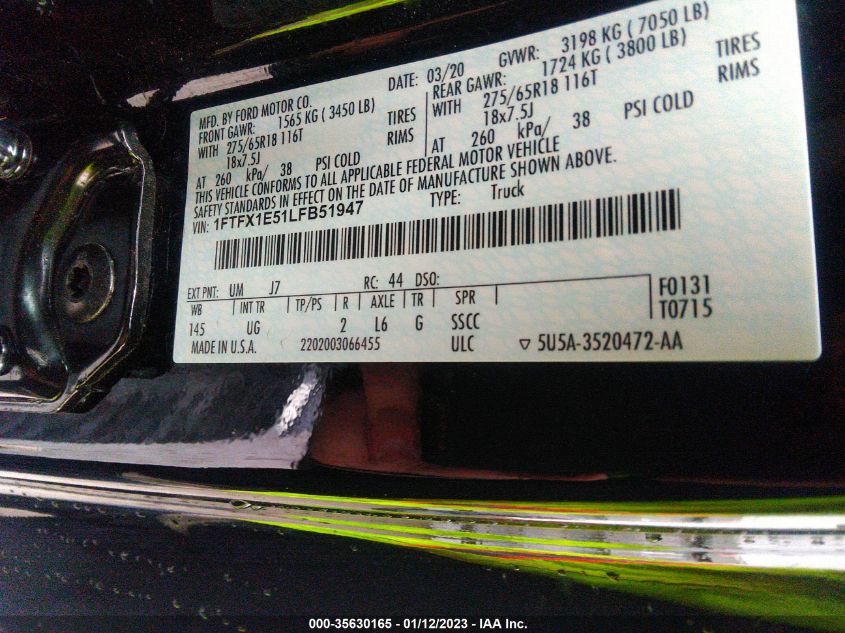 MFD. BY FORD MOTOR CO.
DATE: 03/20 GVWR: 3198 KG ( 7050 LB)
FRONT GAWR: 1565 KG ( 3450 LB)
REAR GAWR: 1724 KG ( 3800 LB)
WITH 275/65R18 116T TIRES
18x7.5J RIMS
AT 260 kPa/ 38 PSI COLD
WITH 275/65R18 116T TIRES
18x7.5J RIMS
AT 260 kPa/ 38 PSI COLD
THIS VEHICLE CONFORMS TO ALL APPLICABLE FEDERAL MOTOR VEHICLE
SAFETY STANDARDS IN EFFECT ON THE DATE OF MANUFACTURE SHOWN ABOVE.
VIN: 1FTFX1E51LFB51947 TYPE: Truck
EXT PNT: UM J7 RC: 44 DSO: F0131
WB INT TR TP/PS R AXLE TR SPR T0715
145 UG 2 L6 G SSCC
MADE IN U.S.A. 2202003066455 ULC ▽ 5U5A-3520472-AA
000-35630165 - 01/12/2023 - IAA Inc.